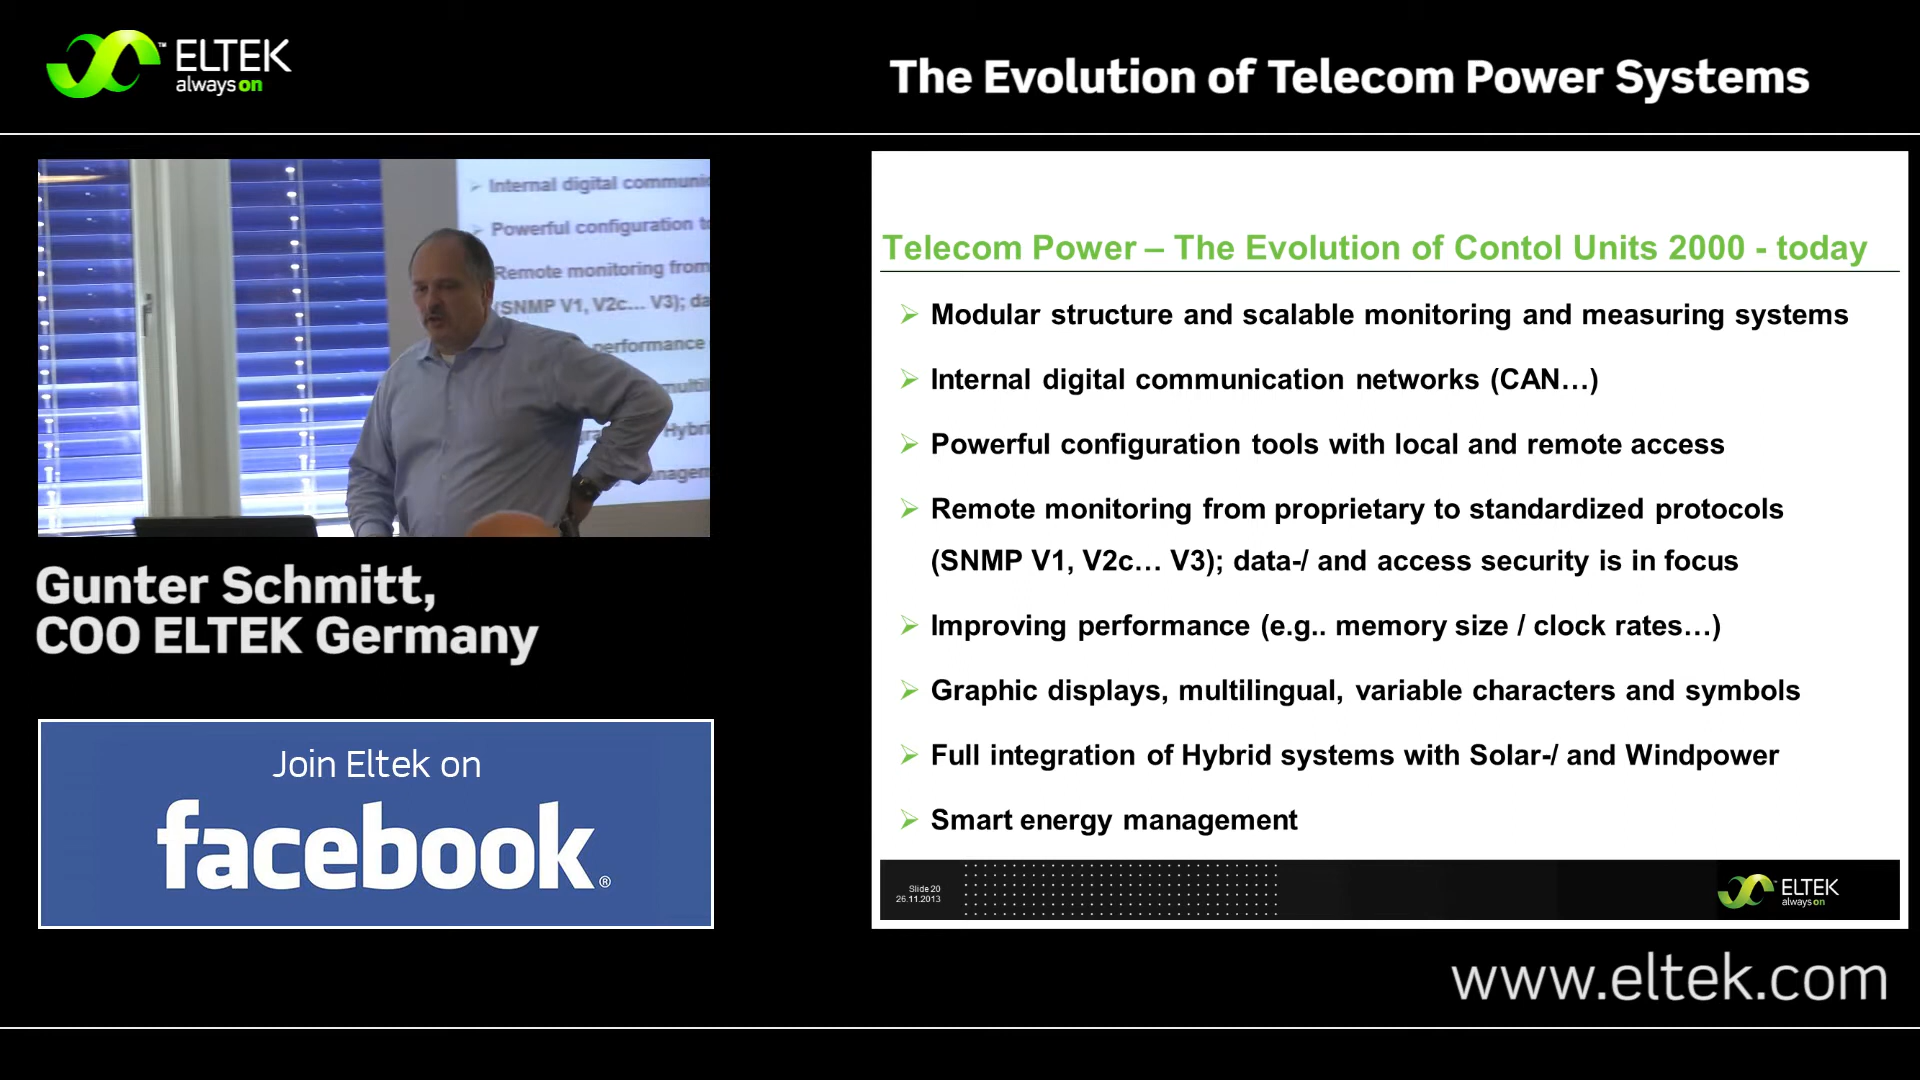 ™ ELTEK
always on
The Evolution of Telecom Power Systems
Internal digital communic
Powerful configuration t
Remote monitoring from
(SNMP V1, V2c... V3); da
performance
multil
Hybri
nagem
Gunter Schmitt,
COO ELTEK Germany
Join Eltek on
facebook®
Telecom Power – The Evolution of Contol Units 2000 - today
Modular structure and scalable monitoring and measuring systems
Internal digital communication networks (CAN…)
Powerful configuration tools with local and remote access
Remote monitoring from proprietary to standardized protocols
(SNMP V1, V2c… V3); data-/ and access security is in focus
Improving performance (e.g.. memory size / clock rates…)
Graphic displays, multilingual, variable characters and symbols
Full integration of Hybrid systems with Solar-/ and Windpower
Smart energy management
Slide 20
26.11.2013
ELTEK
always on
www.eltek.com